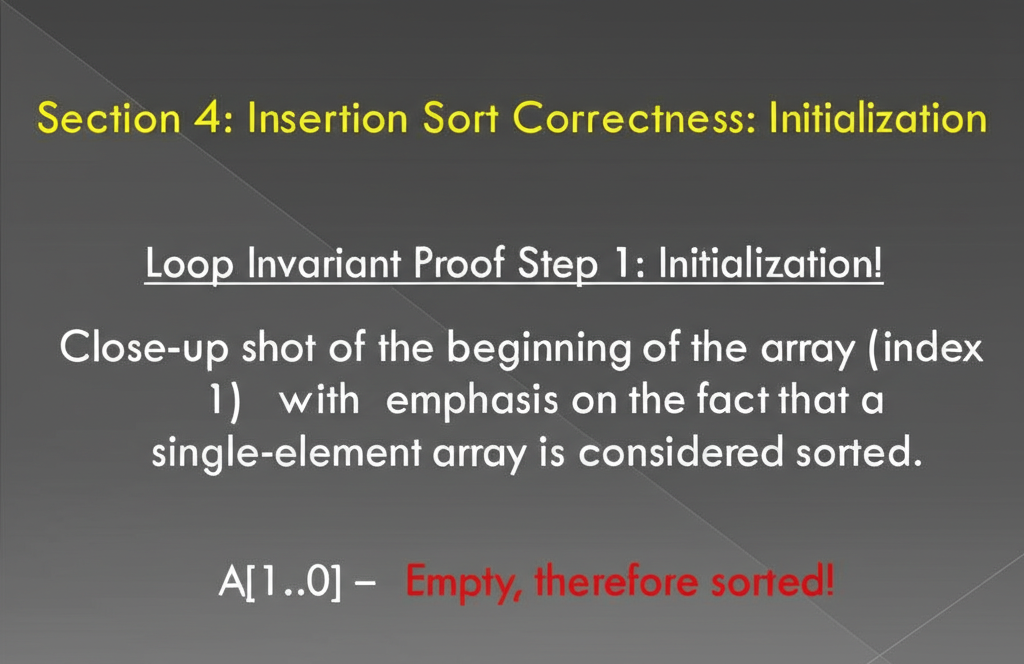 Section 4: Insertion Sort Correctness: Initialization
Loop Invariant Proof Step 1: Initialization!
Close-up shot of the beginning of the array (index
1) with emphasis on the fact that a
single-element array is considered sorted.
A[1..0] – Empty, therefore sorted!